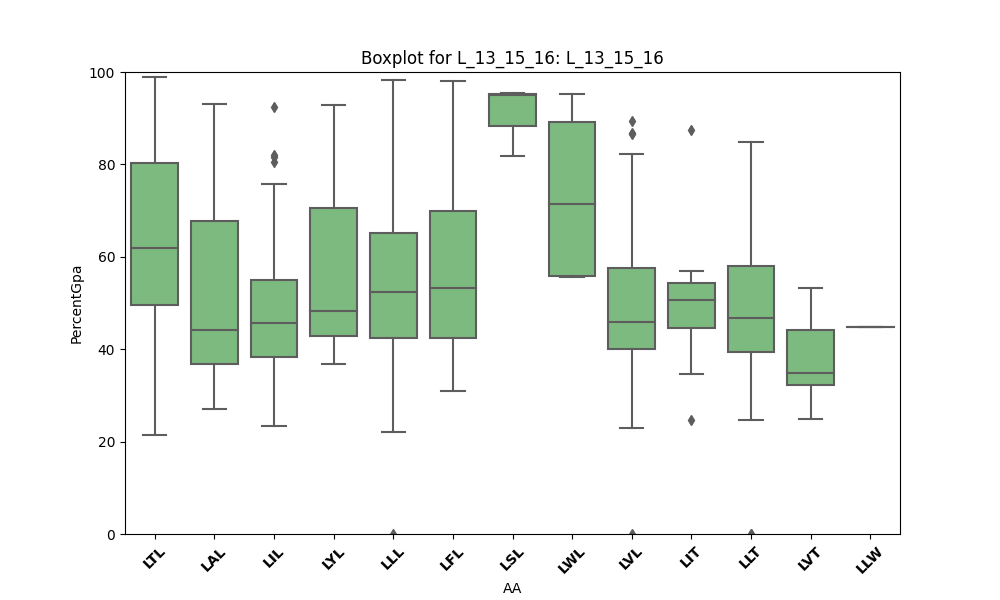 Boxplot for L_13_15_16: L_13_15_16
100
80
60
40
20
0
PercentGpa
LTL LAL LIL LYL LLL LFL LSL LWL LVL LIT LLT LVT LLW
AA